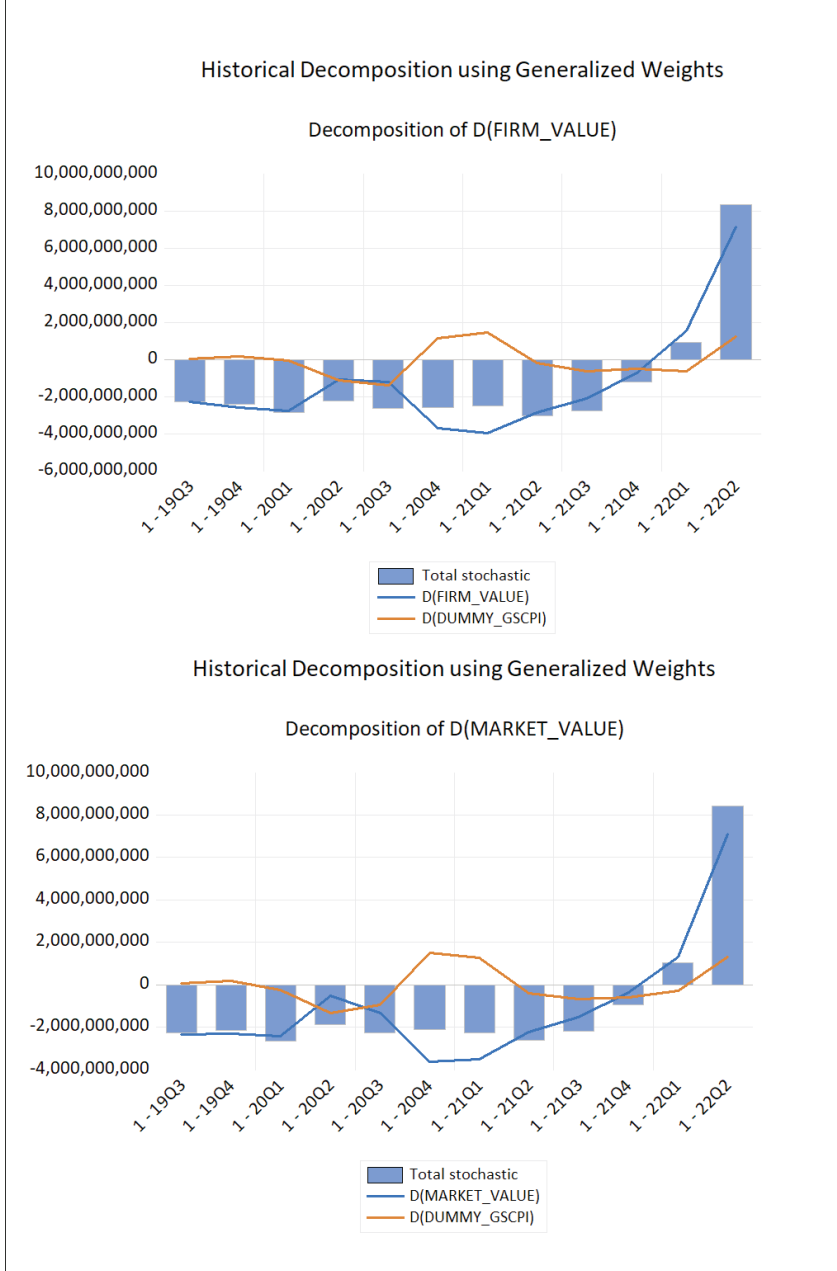 Historical Decomposition using Generalized Weights
Decomposition of D(FIRM_VALUE)
10,000,000,000
8,000,000,000
6,000,000,000
4,000,000,000
2,000,000,000
0
-2,000,000,000
-4,000,000,000
-6,000,000,000
1 - 19Q3
1 - 19Q4
1 - 20Q1
1 - 20Q2
1 - 20Q3
1 - 20Q4
1 - 21Q1
1 - 21Q2
1 - 21Q3
1 - 21Q4
1 - 22Q1
1 - 22Q2
Total stochastic
D(FIRM_VALUE)
D(DUMMY_GSCPI)
Historical Decomposition using Generalized Weights
Decomposition of D(MARKET_VALUE)
10,000,000,000
8,000,000,000
6,000,000,000
4,000,000,000
2,000,000,000
0
-2,000,000,000
-4,000,000,000
1 - 19Q3
1 - 19Q4
1 - 20Q1
1 - 20Q2
1 - 20Q3
1 - 20Q4
1 - 21Q1
1 - 21Q2
1 - 21Q3
1 - 21Q4
1 - 22Q1
1 - 22Q2
Total stochastic
D(MARKET_VALUE)
D(DUMMY_GSCPI)